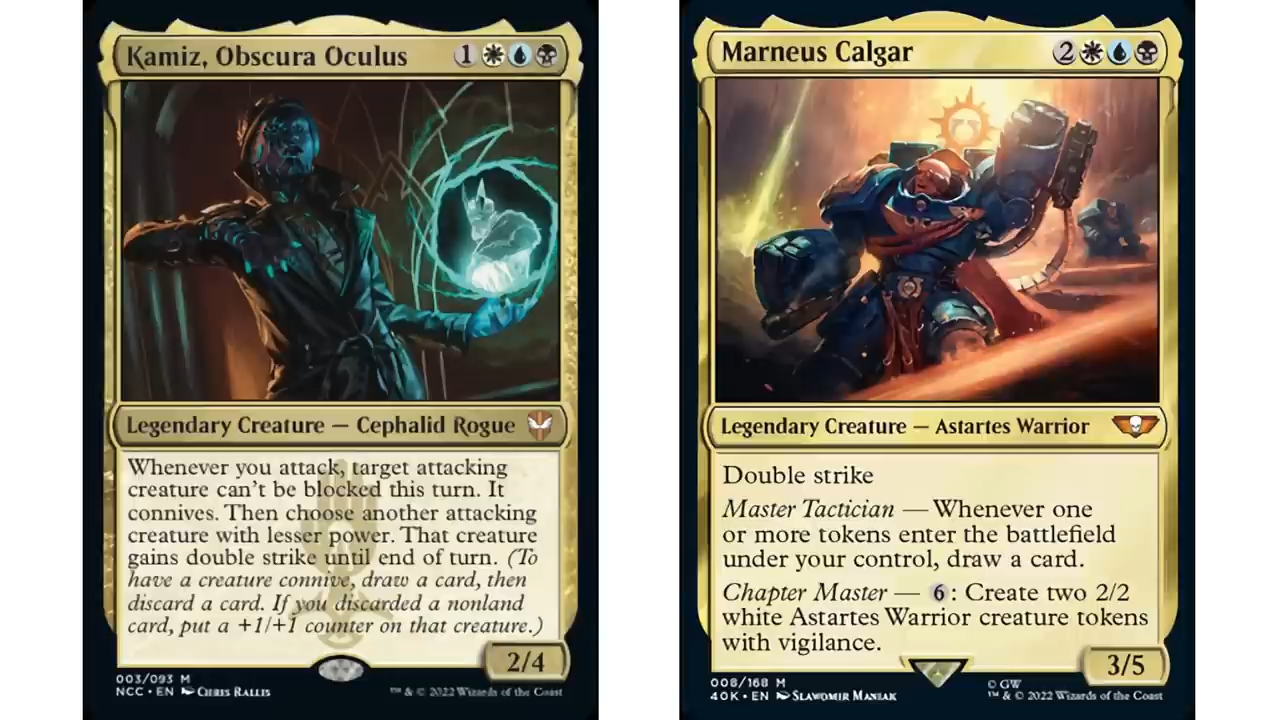 Kamiz, Obscura Oculus 1
Legendary Creature — Cephalid Rogue
Whenever you attack, target attacking
creature can't be blocked this turn. It
connives. Then choose another attacking
creature with lesser power. That creature
gains double strike until end of turn. (To
have a creature connive, draw a card, then
discard a card. If you discarded a nonland
card, put a +1/+1 counter on that creature.)
2/4
003/093 M
NCC • EN Chris Rallis
™ & © 2022 Wizards of the Coast
Marneus Calgar 2
Legendary Creature — Astartes Warrior
Double strike
Master Tactician — Whenever one
or more tokens enter the battlefield
under your control, draw a card.
Chapter Master — 6: Create two 2/2
white Astartes Warrior creature tokens
with vigilance.
3/5
008/168 M
40K • EN Slawomir Maniak
© GW
™ & © 2022 Wizards of the Coast